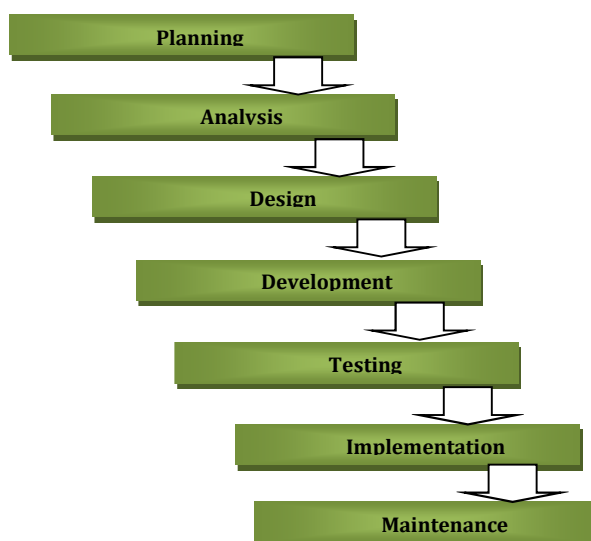 Planning
Analysis
Design
Development
Testing
Implementation
Maintenance